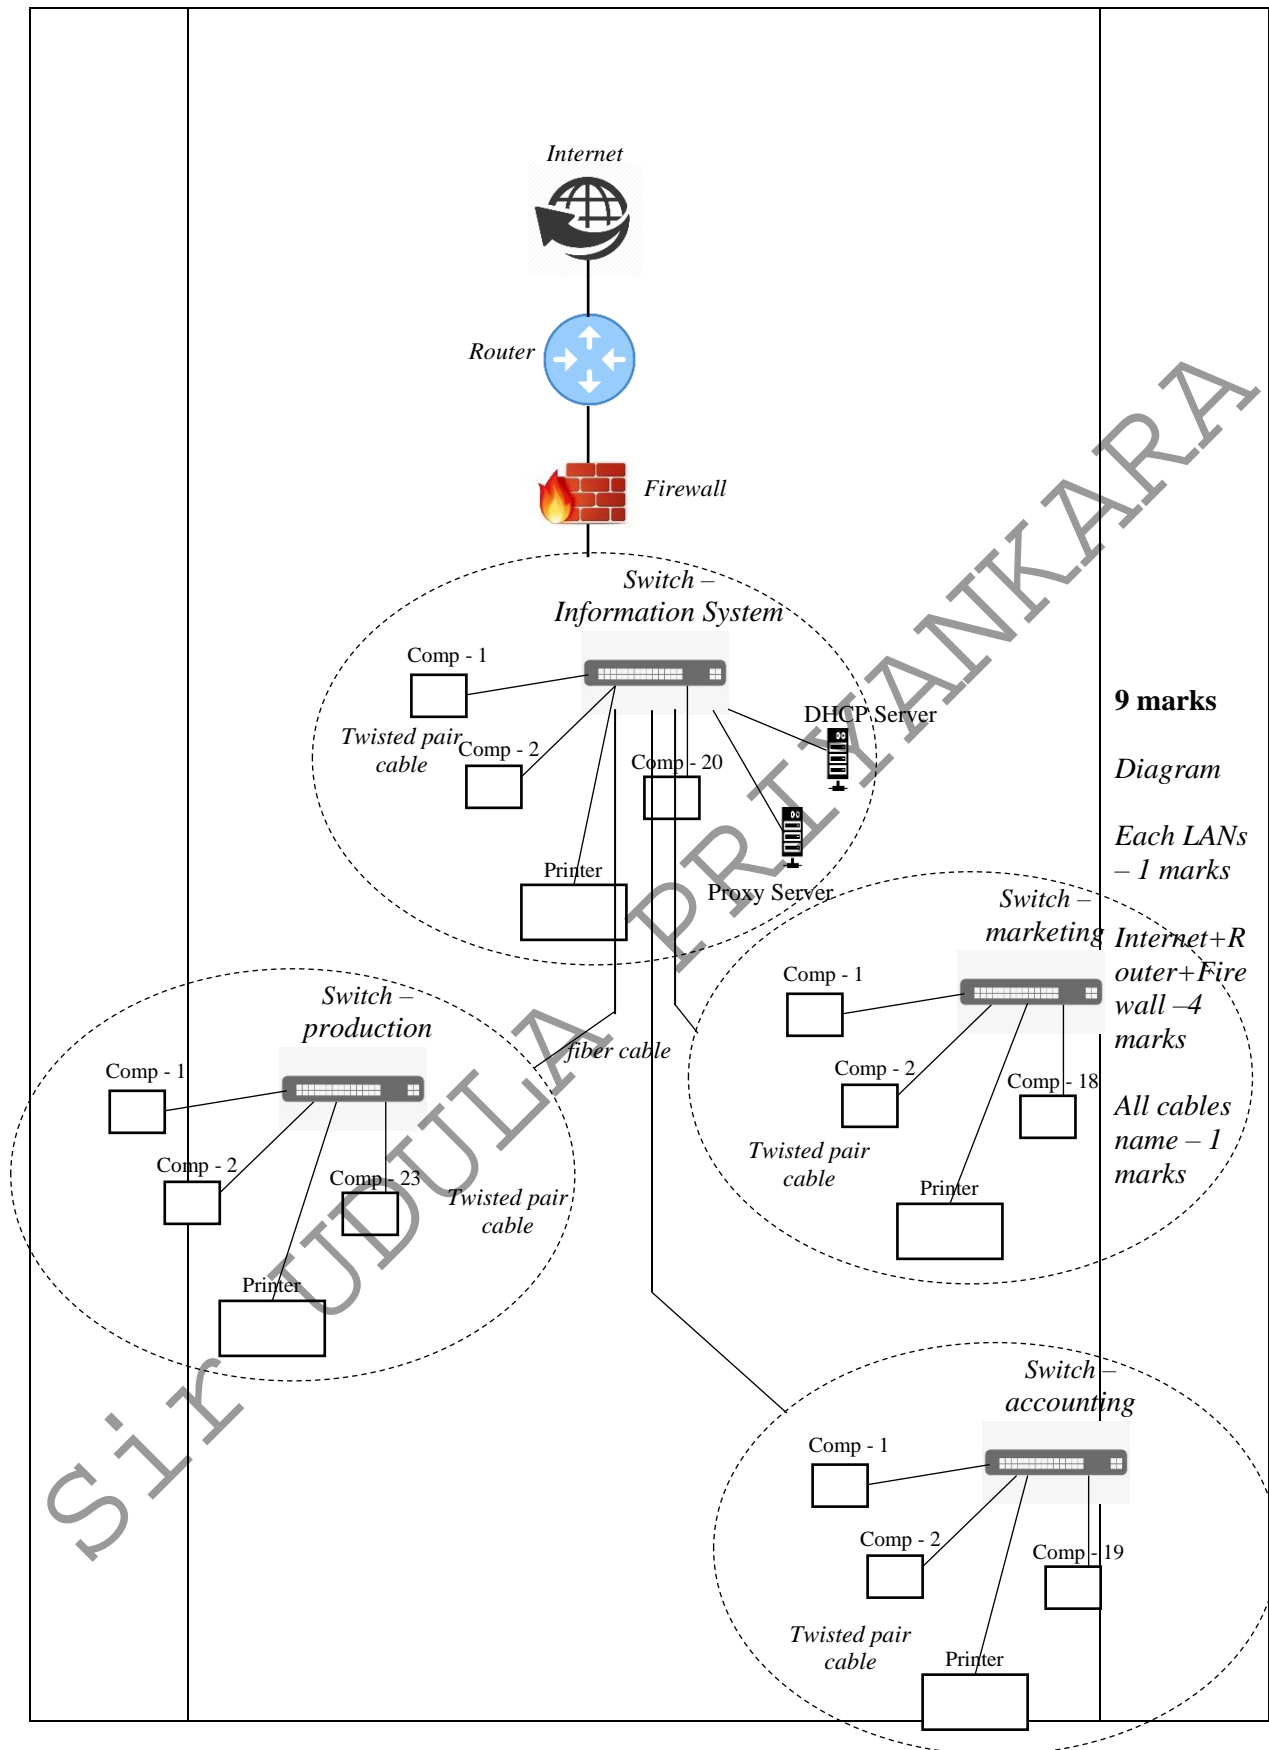 Internet
Router
Firewall
Switch –
Information System
Comp - 1
Twisted pair
cable
Comp - 2
Comp - 20
DHCP Server
Printer
Proxy Server
9 marks
Diagram
Each LANs
– 1 marks
Internet+R
outer+Fire
wall –4
marks
All cables
name – 1
marks
Switch –
marketing
Comp - 1
Comp - 2
Comp - 18
Twisted pair
cable
Printer
Switch –
production
fiber cable
Comp - 1
Comp - 2
Comp - 23
Twisted pair
cable
Printer
Switch –
accounting
Comp - 1
Comp - 2
Comp - 19
Twisted pair
cable
Printer
Sir UDULA PRIYANKARA